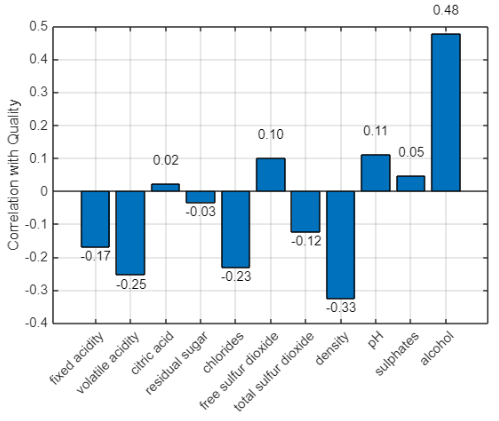 0.48
0.5
0.4
0.3
0.2
0.1
0
-0.1
-0.2
-0.3
-0.4
Correlation with Quality
-0.17
-0.25
0.02
-0.03
-0.23
0.10
-0.12
-0.33
0.11
0.05
fixed acidity
volatile acidity
citric acid
residual sugar
chlorides
free sulfur dioxide
total sulfur dioxide
density
pH
sulphates
alcohol